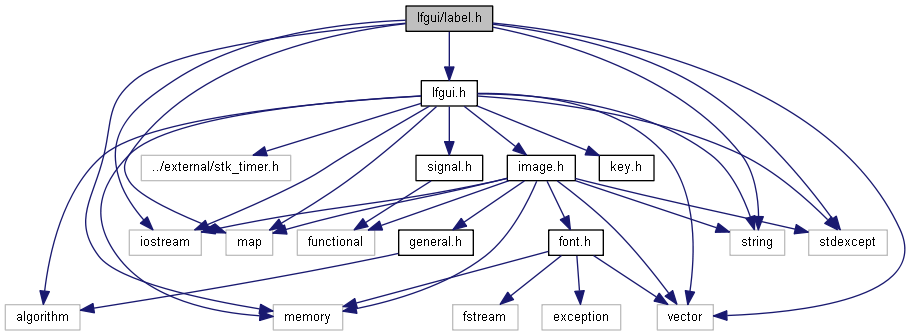 lfgui/label.h
lfgui.h
../external/stk_timer.h
signal.h
image.h
key.h
iostream
map
functional
general.h
font.h
string
stdexcept
algorithm
memory
fstream
exception
vector